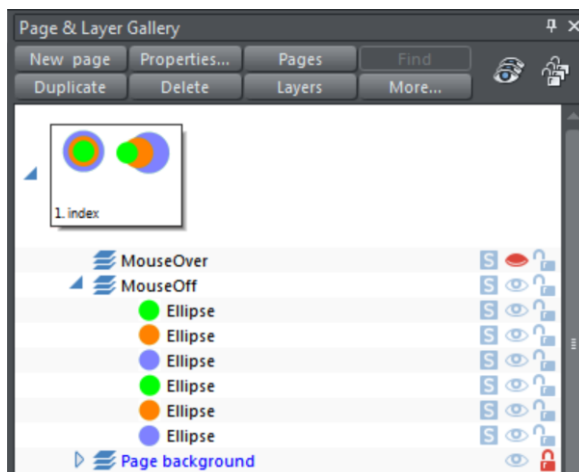 Page & Layer Gallery
New page Properties... Pages Find
Duplicate Delete Layers More...
1. index
MouseOver S
MouseOff S
Ellipse S
Ellipse S
Ellipse S
Ellipse S
Ellipse S
Ellipse S
Page background